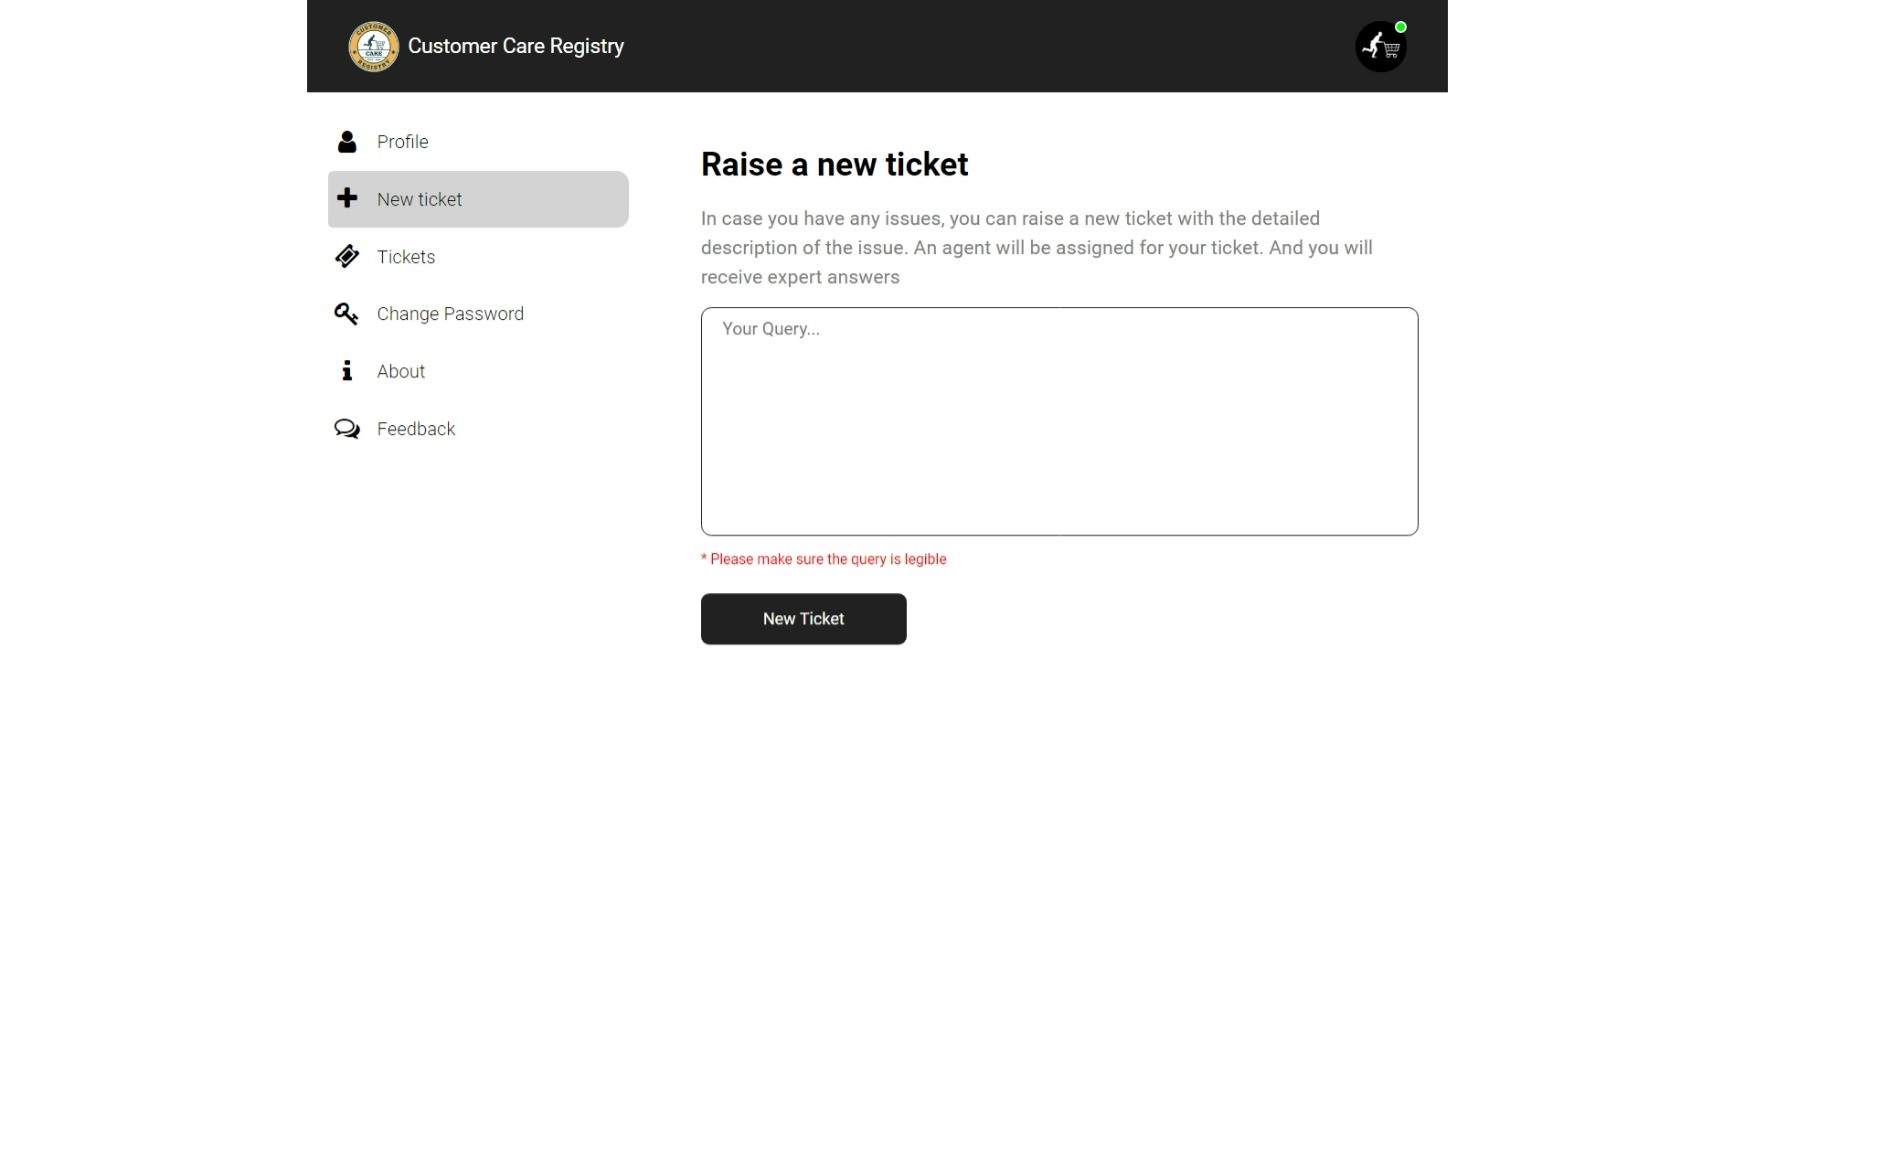 Customer Care Registry
Profile
New ticket
Tickets
Change Password
About
Feedback
Raise a new ticket
In case you have any issues, you can raise a new ticket with the detailed
description of the issue. An agent will be assigned for your ticket. And you will
receive expert answers
Your Query...
* Please make sure the query is legible
New Ticket